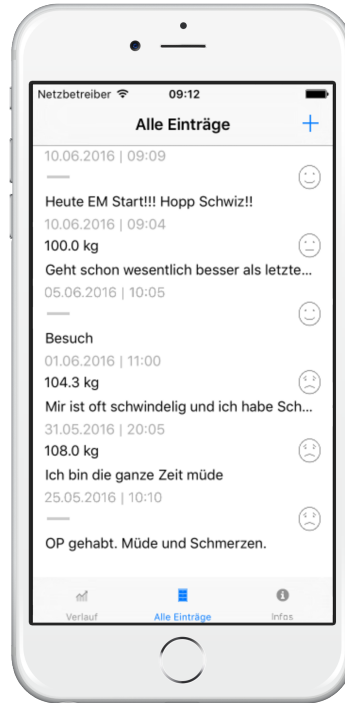 Netzbetreiber 09:12
Alle Einträge +
10.06.2016 | 09:09
—
Heute EM Start!!! Hopp Schwiz!!
10.06.2016 | 09:04
100.0 kg
Geht schon wesentlich besser als letzte...
05.06.2016 | 10:05
—
Besuch
01.06.2016 | 11:00
104.3 kg
Mir ist oft schwindelig und ich habe Sch...
31.05.2016 | 20:05
108.0 kg
Ich bin die ganze Zeit müde
25.05.2016 | 10:10
—
OP gehabt. Müde und Schmerzen.
Verlauf Alle Einträge Infos